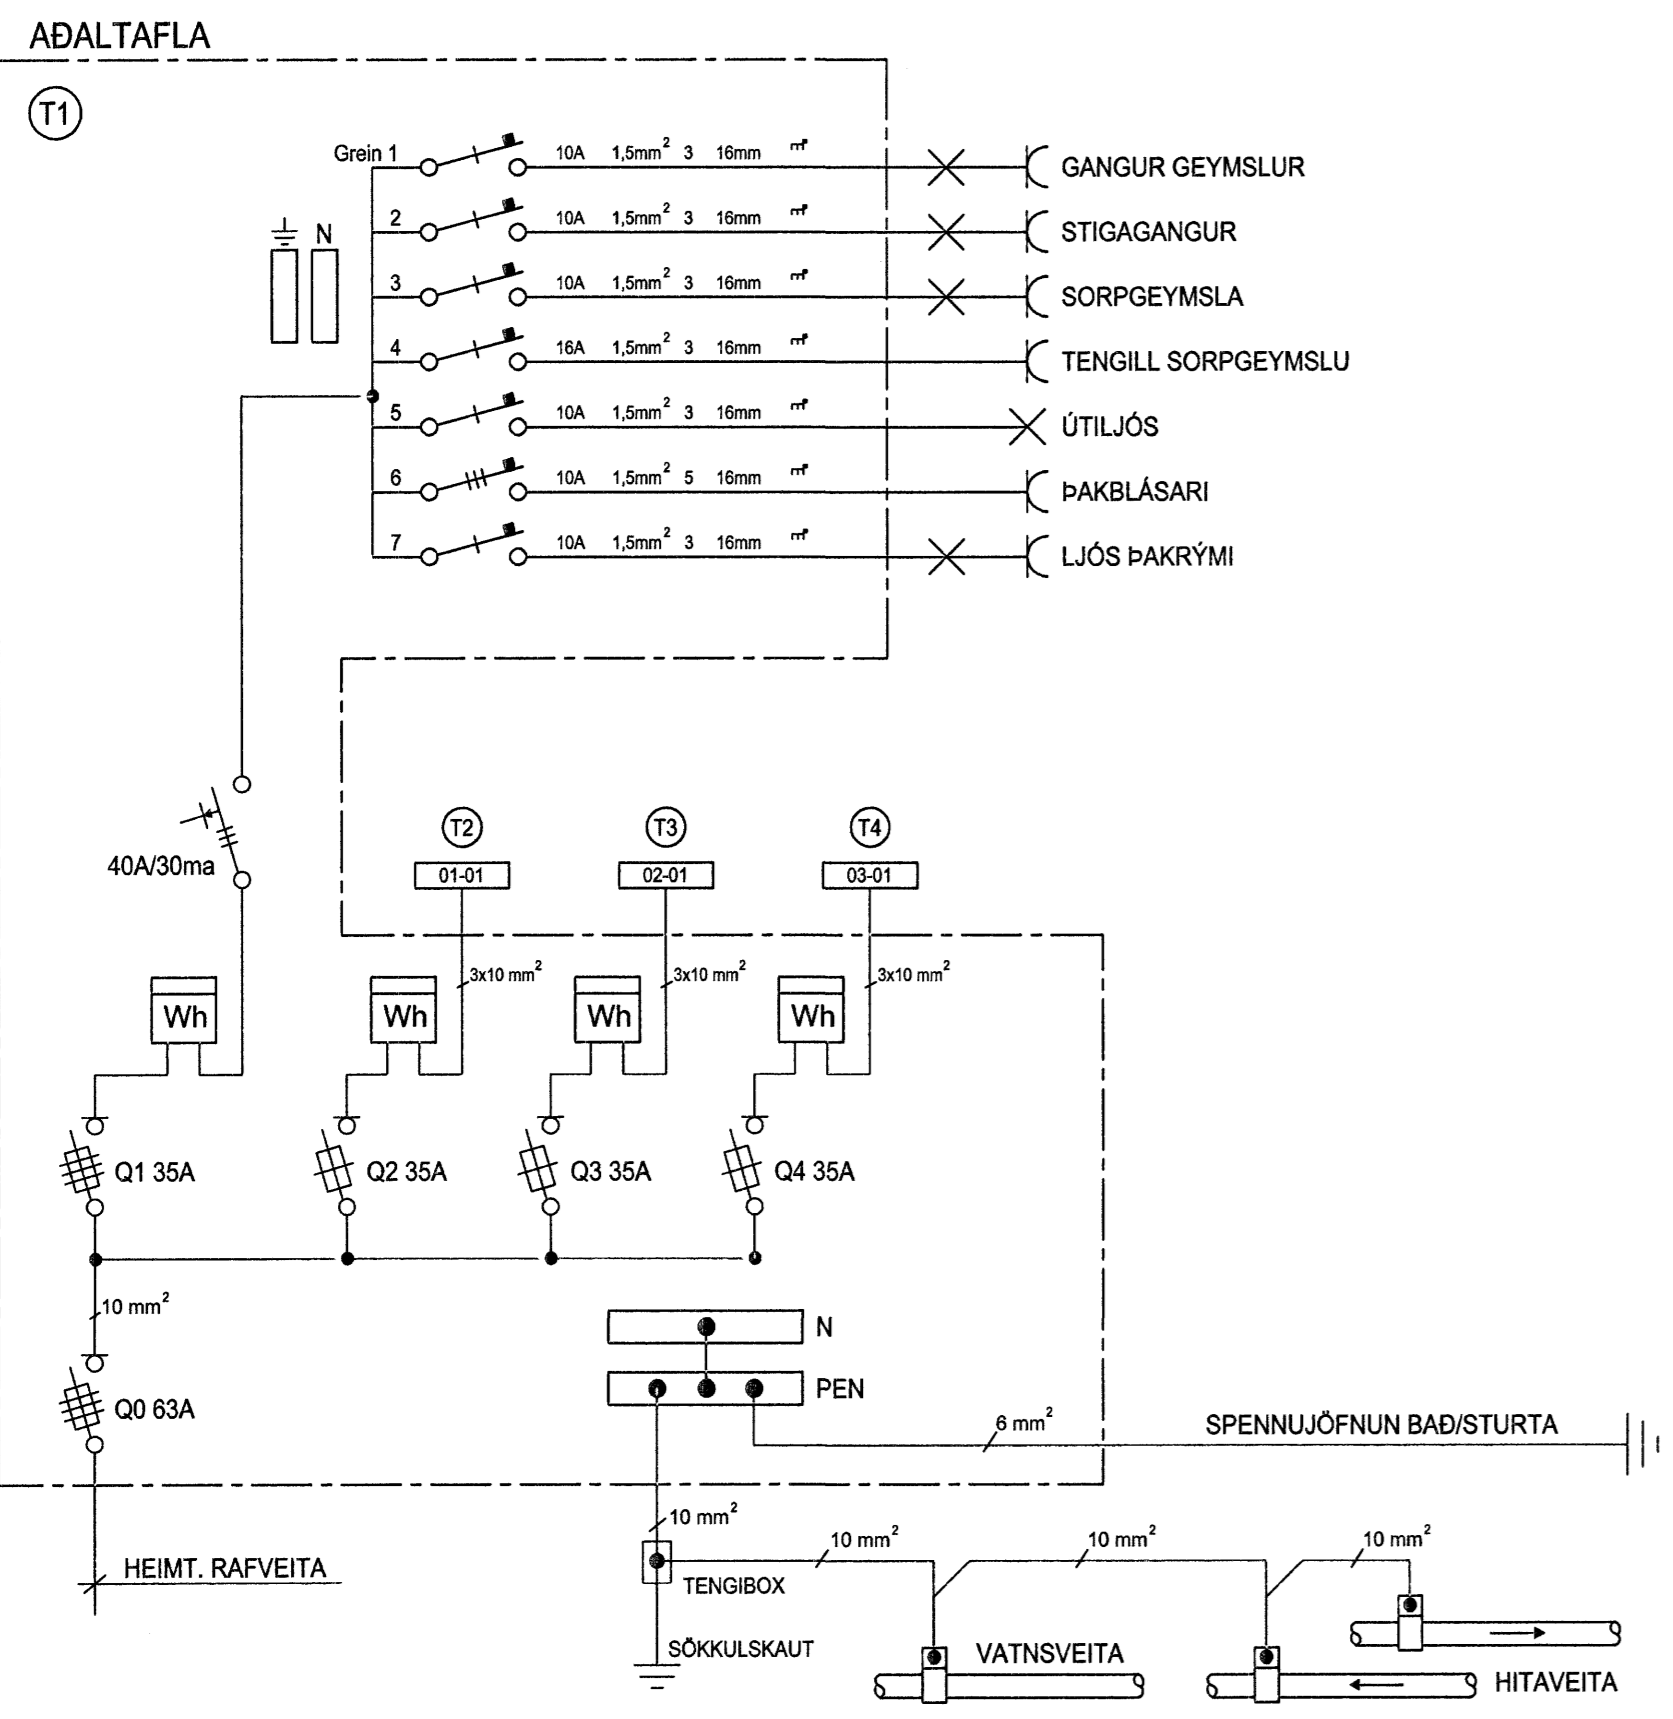 AÐALTAFLA
T1
Grein 1 10A 1,5mm² 3 16mm GANGUR GEYMSLUR
2 10A 1,5mm² 3 16mm STIGAGANGUR
N
3 10A 1,5mm² 3 16mm SORPGEYMSLA
4 16A 1,5mm² 3 16mm TENGILL SORPGEYMSLU
5 10A 1,5mm² 3 16mm ÚTILJÓS
6 10A 1,5mm² 5 16mm ÞAKBLÁSARI
7 10A 1,5mm² 3 16mm LJÓS ÞAKRÝMI
40A/30ma
T2 T3 T4
01-01 02-01 03-01
3x10 mm² 3x10 mm² 3x10 mm²
Wh Wh Wh Wh
Q1 35A Q2 35A Q3 35A Q4 35A
10 mm²
N
PEN
Q0 63A
6 mm² SPENNUJÖFNUN BAÐ/STURTA
10 mm²
10 mm² 10 mm² 10 mm²
HEIMT. RAFVEITA
TENGIBOX
SÖKKULSKAUT
VATNSVEITA
HITAVEITA